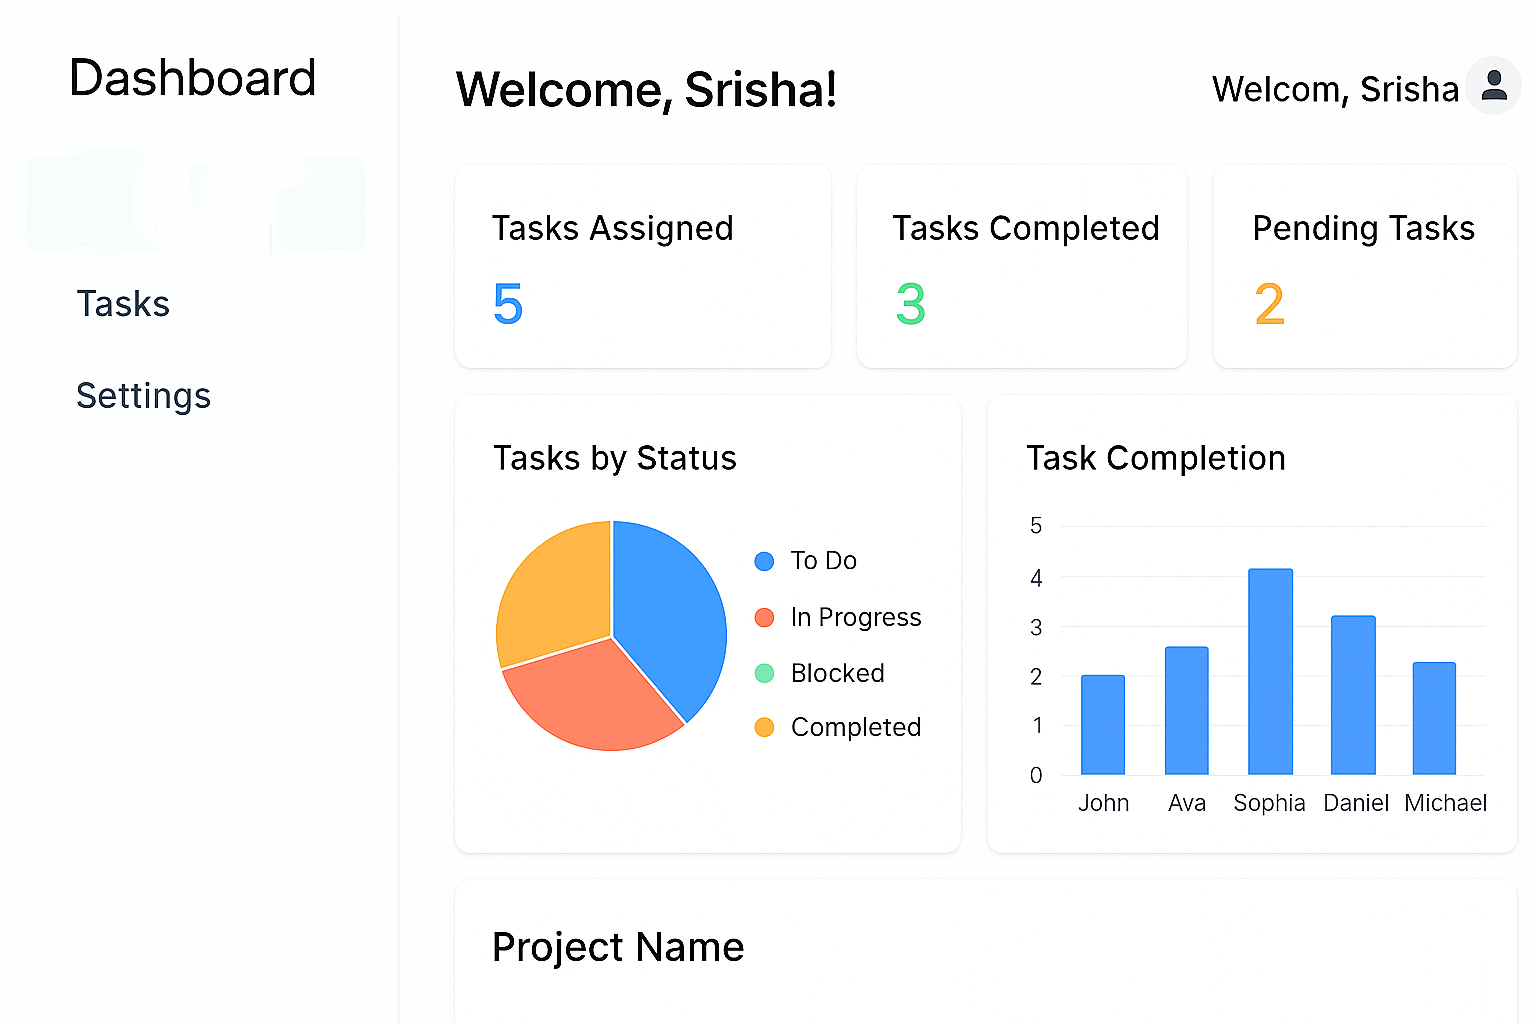 Dashboard
Tasks
Settings
Welcome, Srisha!
Welcom, Srisha
Tasks Assigned
5
Tasks Completed
3
Pending Tasks
2
Tasks by Status
To Do
In Progress
Blocked
Completed
Task Completion
5
4
3
2
1
0
John Ava Sophia Daniel Michael
Project Name